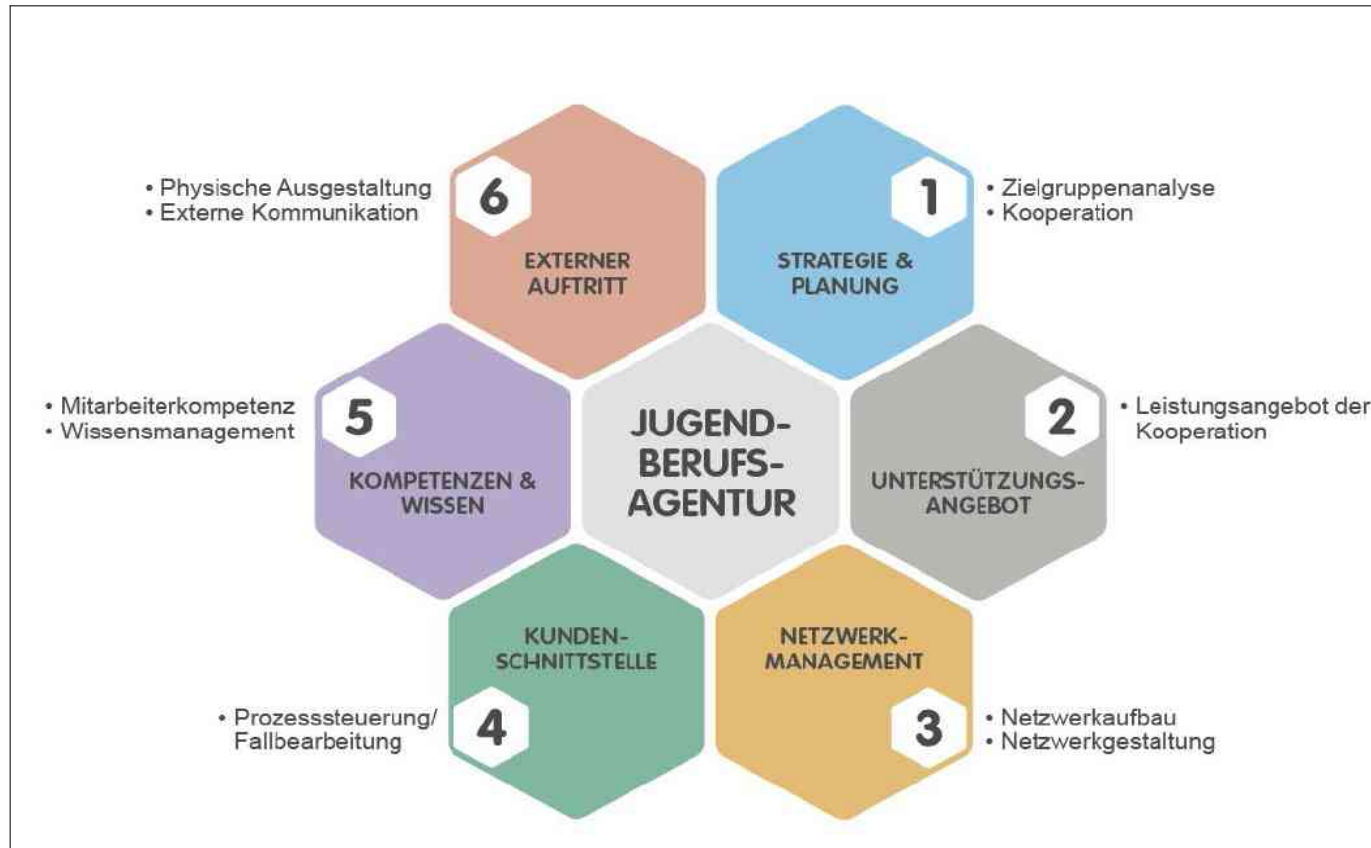 • Physische Ausgestaltung
• Externe Kommunikation
6
EXTERNER
AUFTRITT
1
STRATEGIE &
PLANUNG
• Zielgruppenanalyse
• Kooperation
• Mitarbeiterkompetenz
• Wissensmanagement
5
KOMPETENZEN &
WISSEN
JUGEND-
BERUFS-
AGENTUR
2
UNTERSTÜTZUNGS-
ANGEBOT
• Leistungsangebot der
Kooperation
KUNDEN-
SCHNITTSTELLE
4
• Prozesssteuerung/
Fallbearbeitung
NETZWERK-
MANAGEMENT
3
• Netzwerkaufbau
• Netzwerkgestaltung